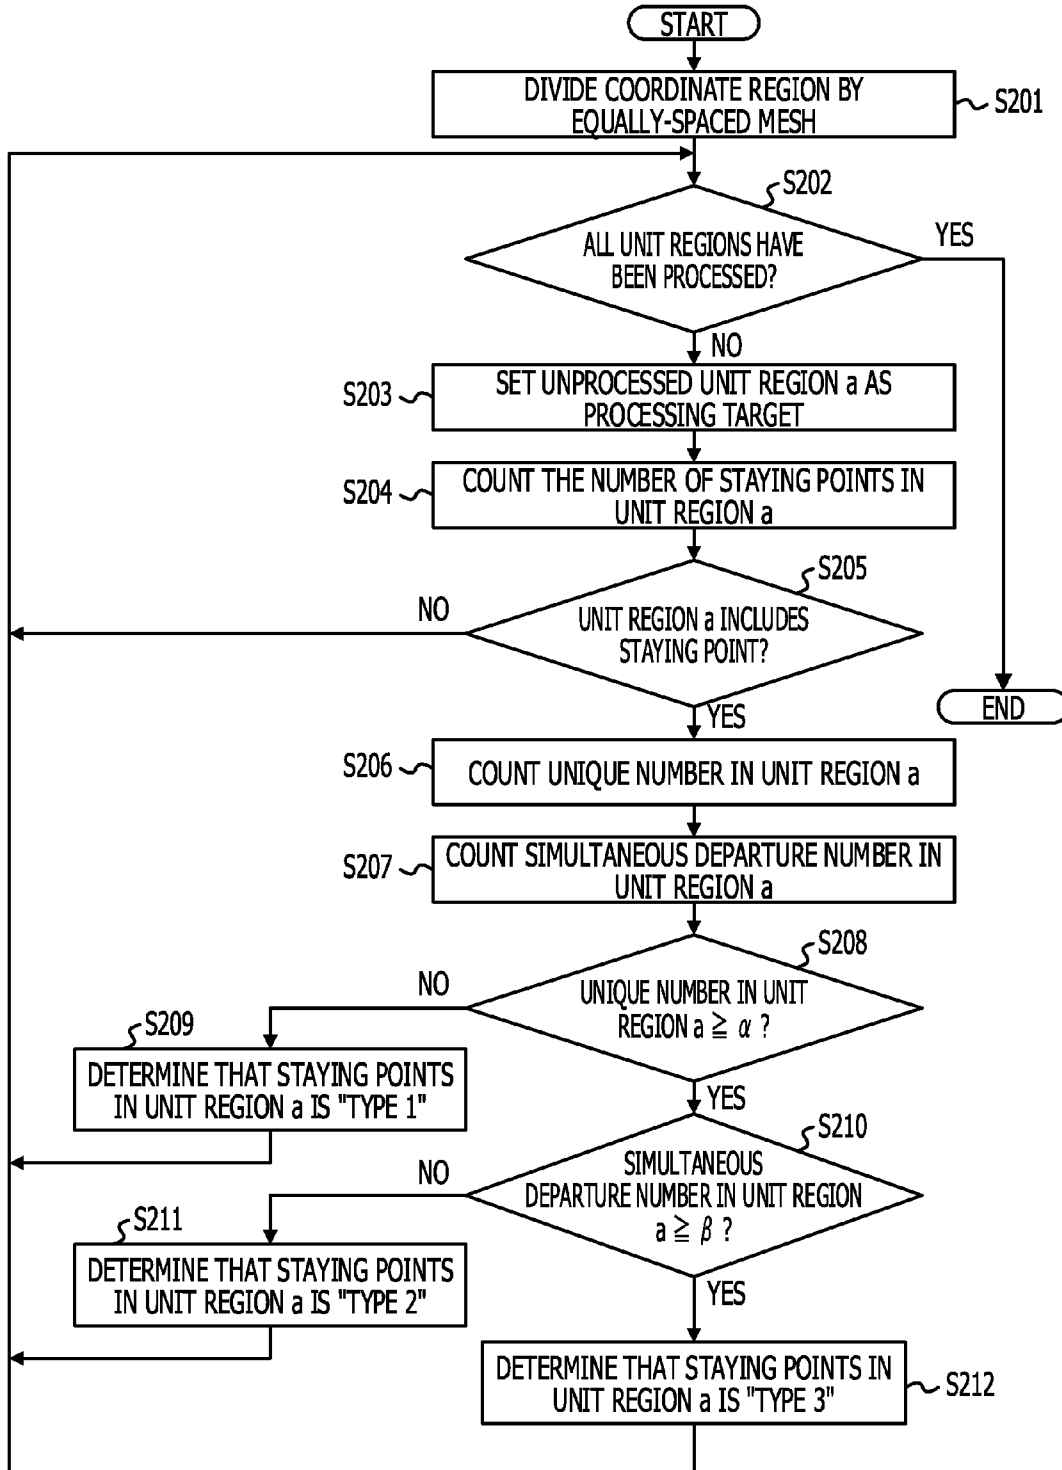 START
DIVIDE COORDINATE REGION BY
EQUALLY-SPACED MESH
S201
S202
ALL UNIT REGIONS HAVE
BEEN PROCESSED?
YES
NO
S203
SET UNPROCESSED UNIT REGION a AS
PROCESSING TARGET
S204
COUNT THE NUMBER OF STAYING POINTS IN
UNIT REGION a
S205
NO
UNIT REGION a INCLUDES
STAYING POINT?
YES
END
S206
COUNT UNIQUE NUMBER IN UNIT REGION a
S207
COUNT SIMULTANEOUS DEPARTURE NUMBER IN
UNIT REGION a
S208
NO
UNIQUE NUMBER IN UNIT
REGION a ≧ α ?
S209
DETERMINE THAT STAYING POINTS
IN UNIT REGION a IS "TYPE 1"
YES
S210
NO
SIMULTANEOUS
DEPARTURE NUMBER IN UNIT REGION
a ≧ β ?
S211
DETERMINE THAT STAYING POINTS
IN UNIT REGION a IS "TYPE 2"
YES
DETERMINE THAT STAYING POINTS IN
UNIT REGION a IS "TYPE 3"
S212